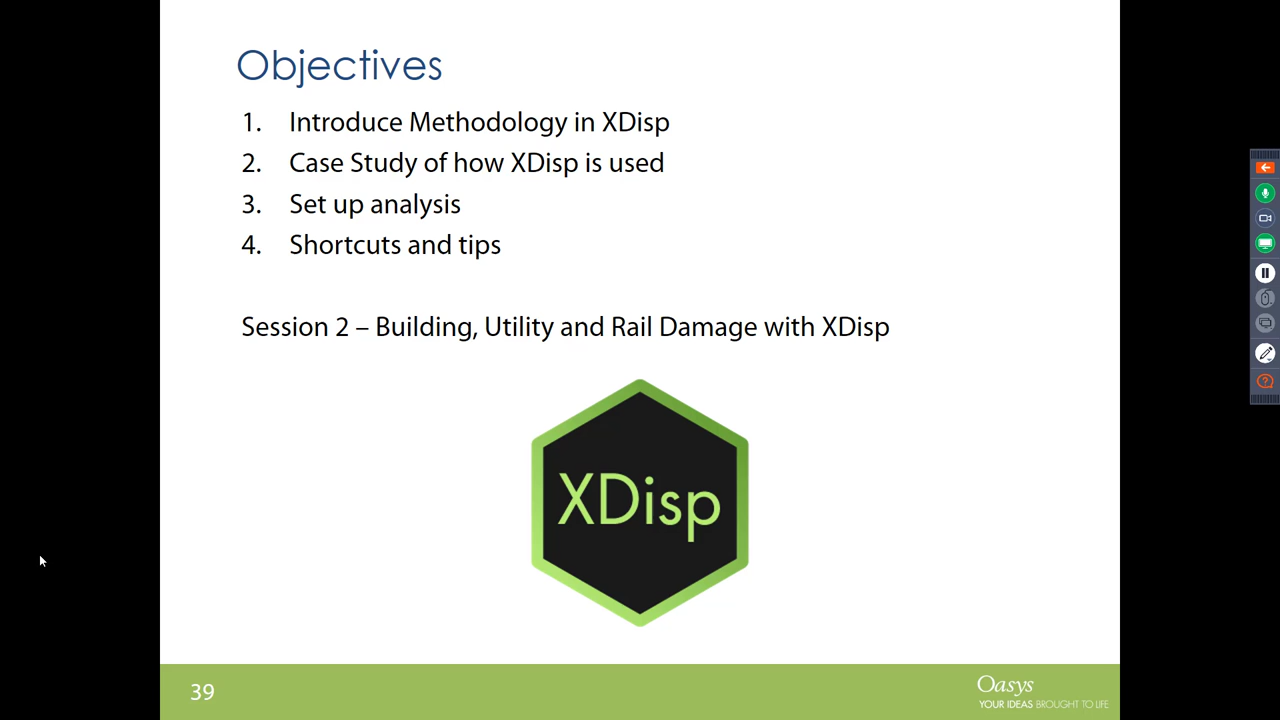 Objectives
1. Introduce Methodology in XDisp
2. Case Study of how XDisp is used
3. Set up analysis
4. Shortcuts and tips
Session 2 – Building, Utility and Rail Damage with XDisp
XDisp
39
Oasys
YOUR IDEAS BROUGHT TO LIFE